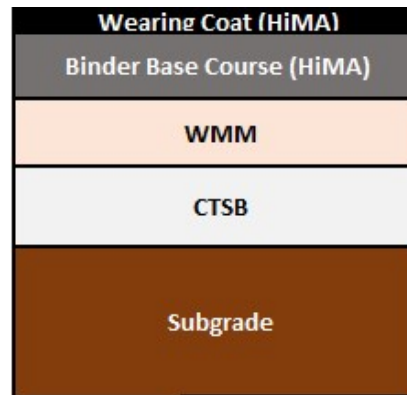 Wearing Coat (HiMA)
Binder Base Course (HiMA)
WMM
CTSB
Subgrade